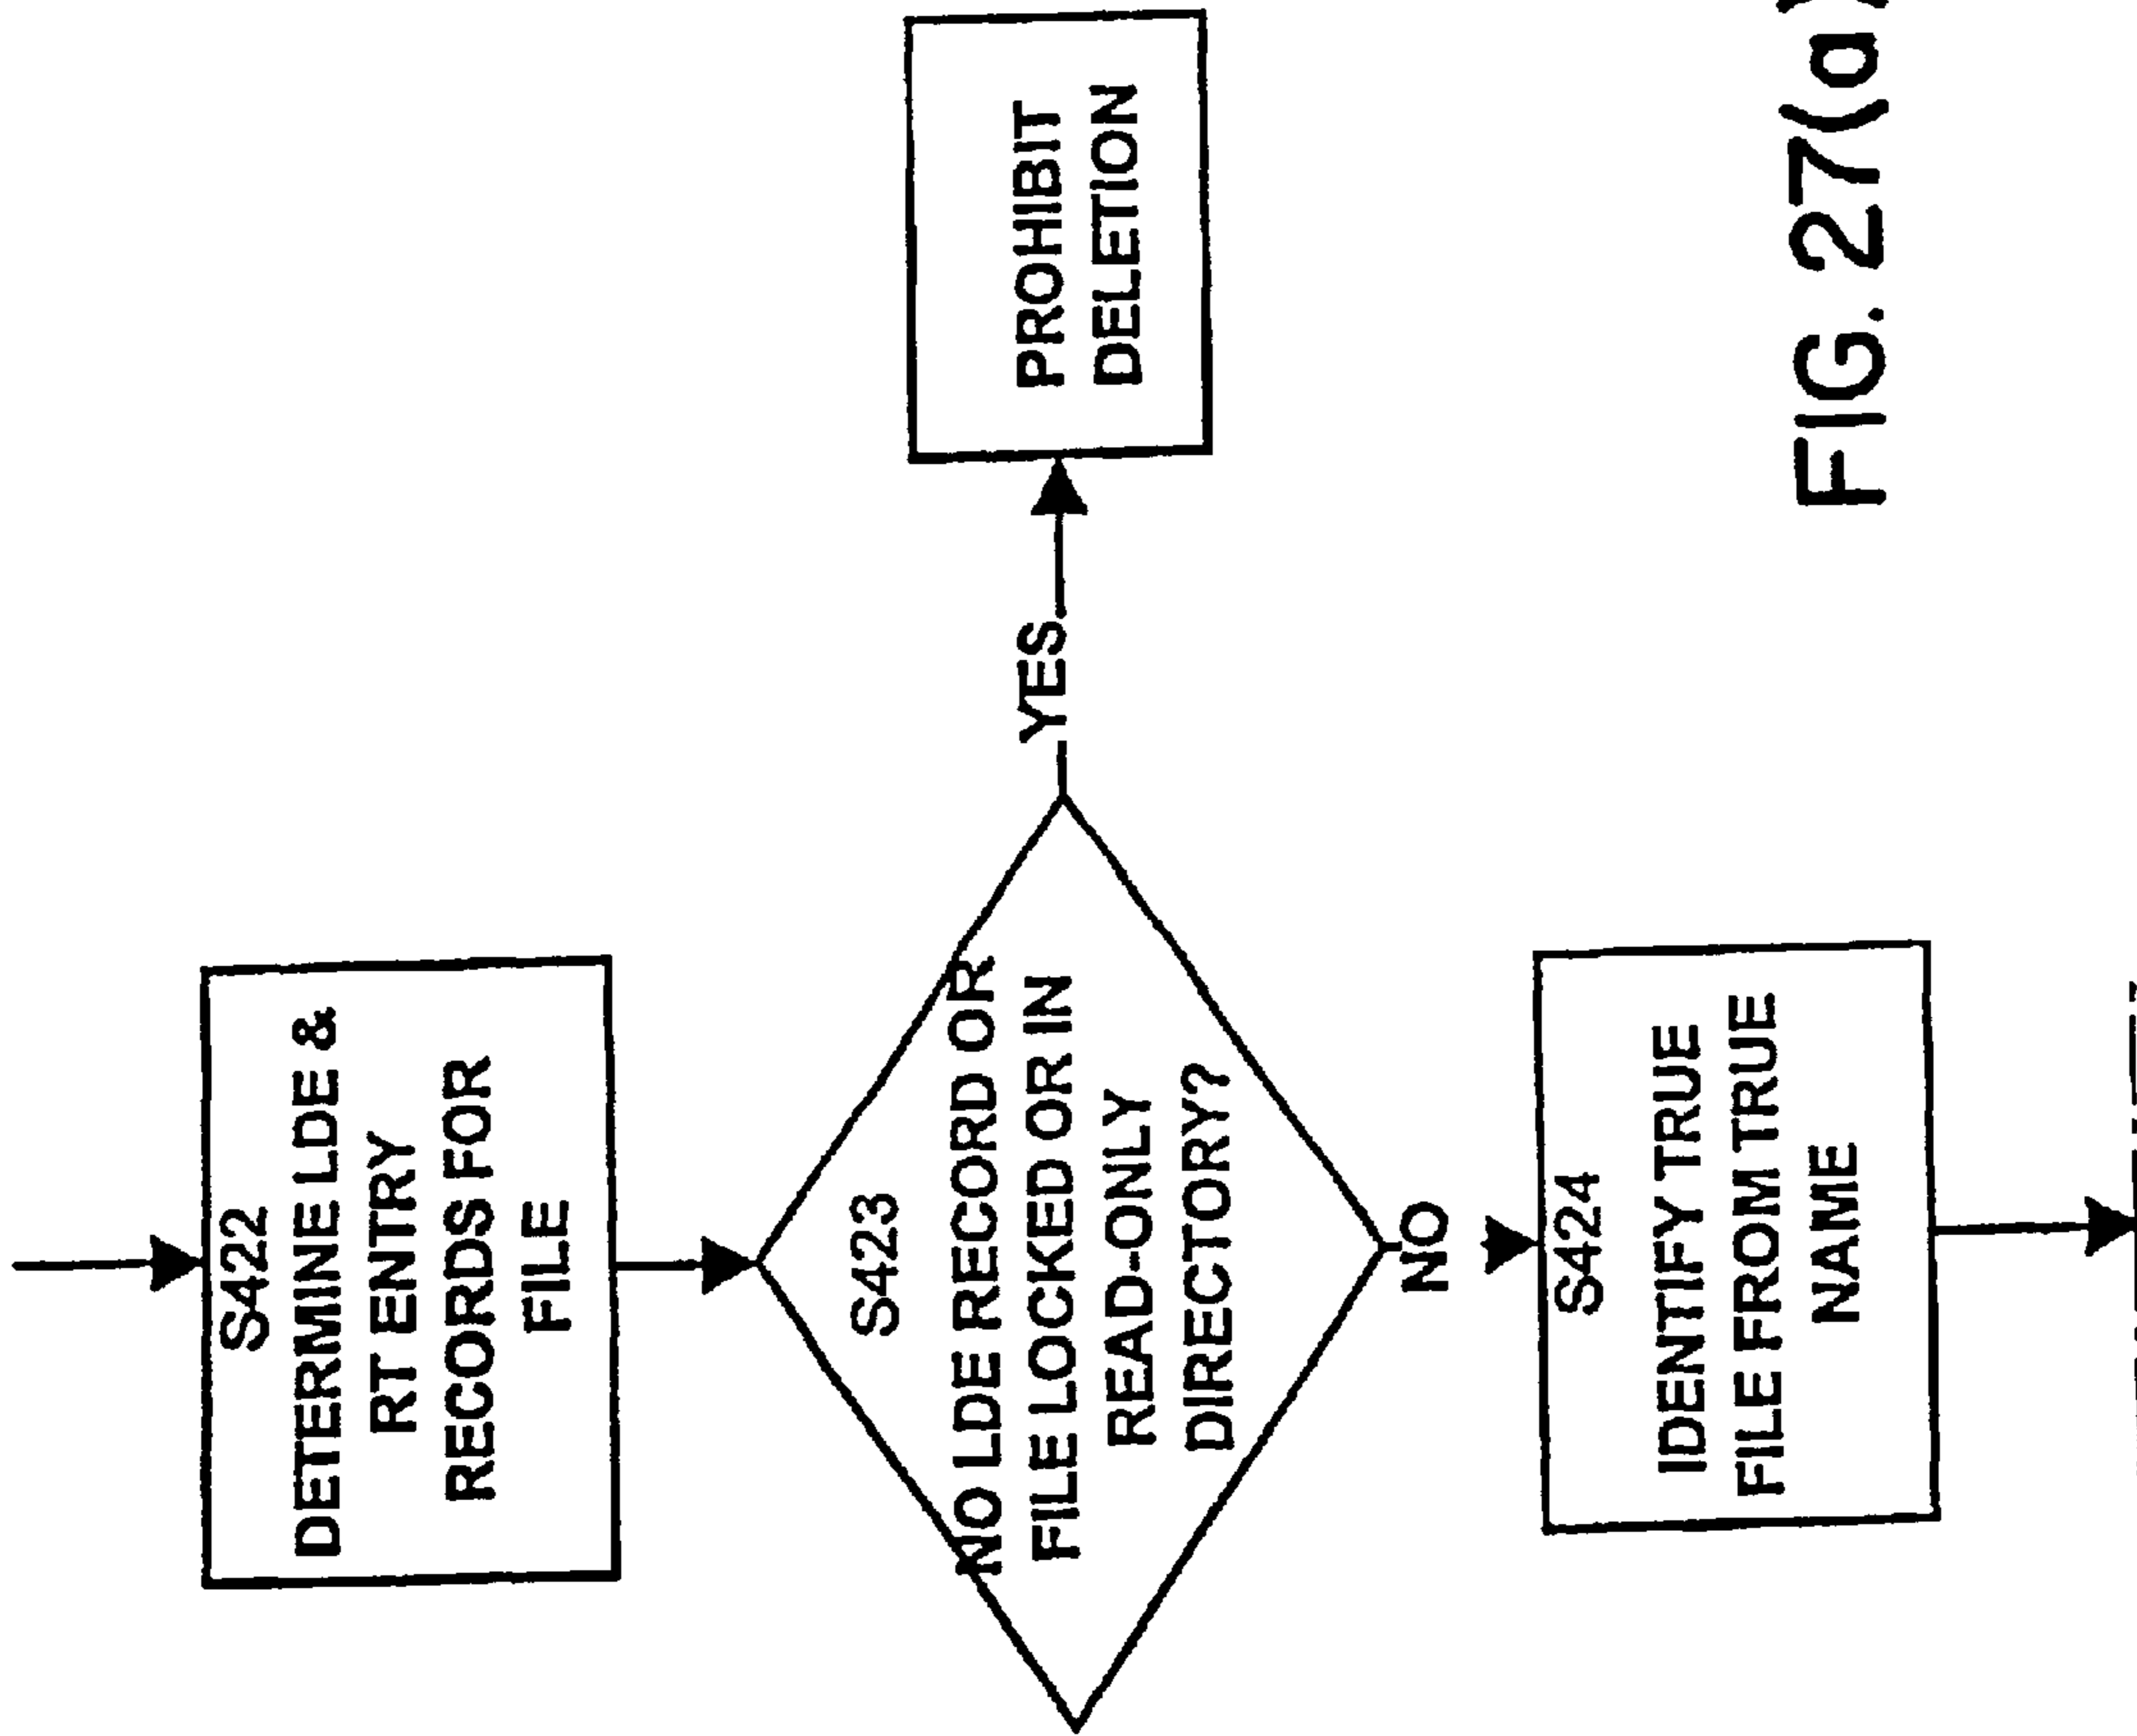 S422
DETERMINE LDE &
RT ENTRY
RECORDS FOR
FILE
S423
NO LDE RECORD OR
FILE LOCKED OR IN
READ-ONLY
DIRECTORY?
YES
PROHIBIT
DELETION
NO
S424
IDENTIFY TRUE
FILE FROM TRUE
NAME
FIG. 27(a)